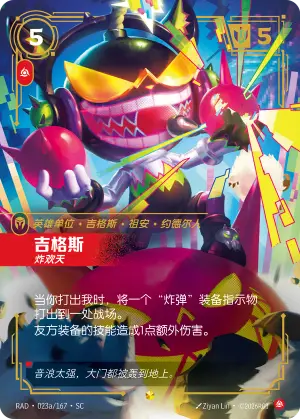 5
5
英雄单位·吉格斯·祖安·约德尔人
吉格斯
炸欢天
当你打出我时，将一个“炸弹”装备指示物
打出到一处战场。
友方装备的技能造成1点额外伤害。
音浪太强，大门都被轰到地上。
RAD · 023a/167 · SC
Ziyan Li ©2026RGT